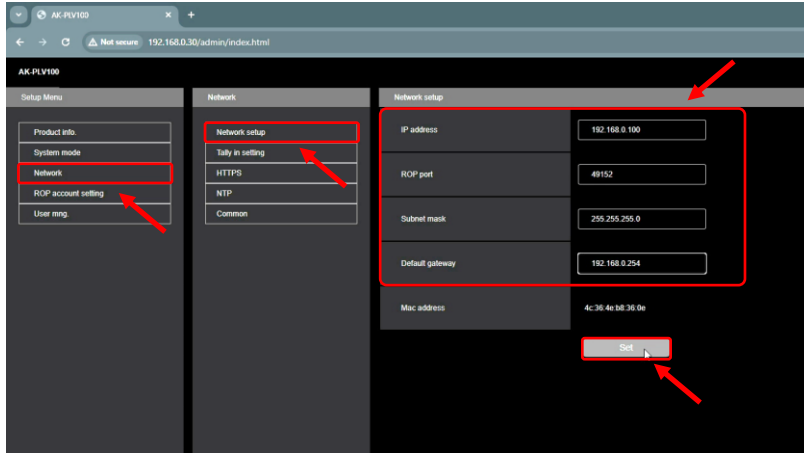 AK-PLV100
Not secure 192.168.0.30/admin/index.html
AK-PLV100
Setup Menu
Product info.
System mode
Network
ROP account setting
User mng.
Network
Network setup
Tally in setting
HTTPS
NTP
Common
Network setup
IP address 192.168.0.100
ROP port 49152
Subnet mask 255.255.255.0
Default gateway 192.168.0.254
Mac address 4c:36:4e:b8:36:0e
Set